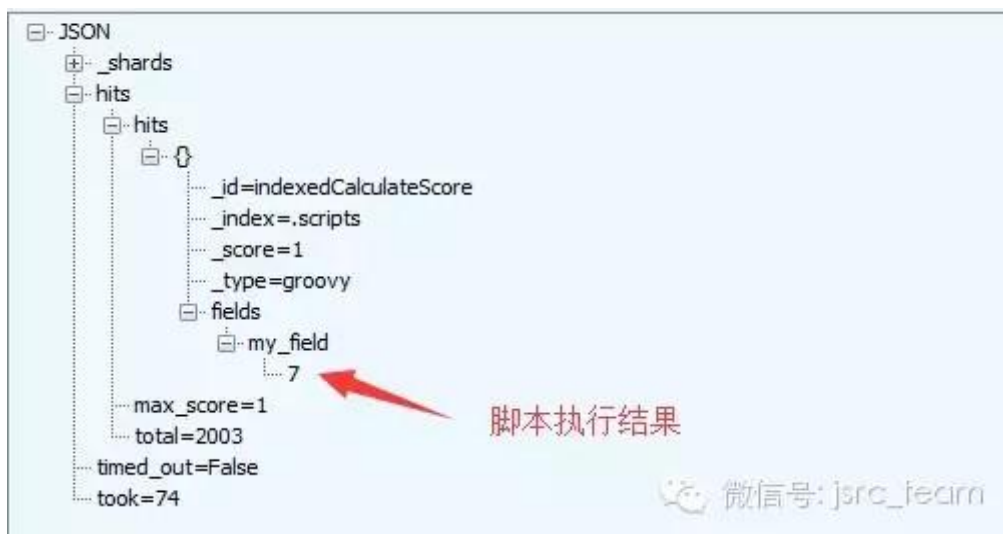 JSON
_shards
hits
hits
{}
_id=indexedCalculateScore
_index=.scripts
_score=1
_type=groovy
fields
my_field
7
max_score=1
脚本执行结果
total=2003
timed_out=False
took=74
微信号: jsrc_team